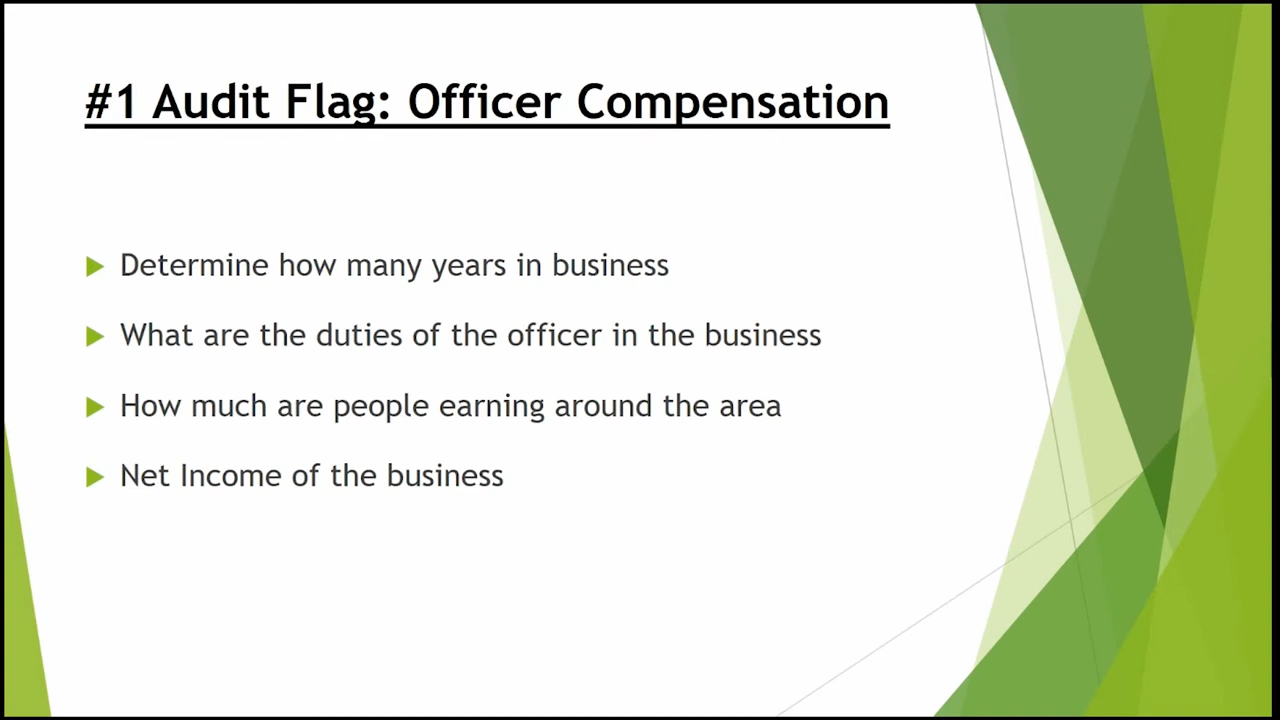 #1 Audit Flag: Officer Compensation
Determine how many years in business
What are the duties of the officer in the business
How much are people earning around the area
Net Income of the business